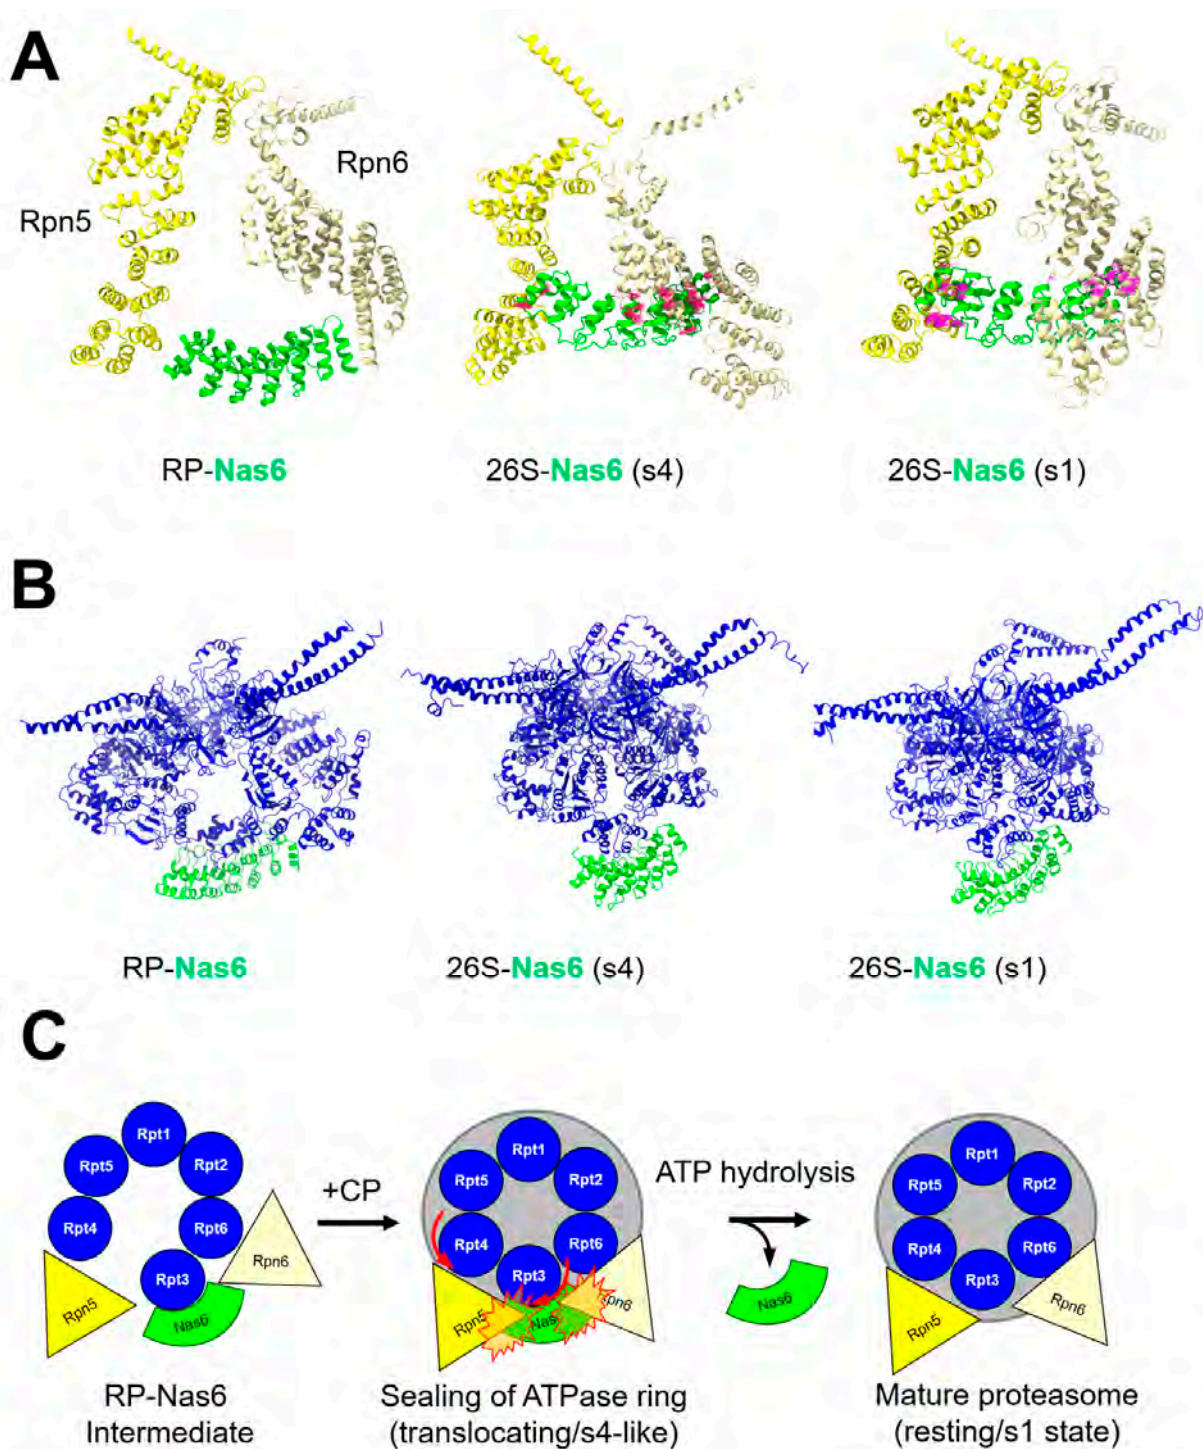 A
Rpn5
Rpn6
RP-Nas6
26S-Nas6 (s4)
26S-Nas6 (s1)
B
RP-Nas6
26S-Nas6 (s4)
26S-Nas6 (s1)
C
Rpt1
Rpt5
Rpt2
Rpt4
Rpt6
Rpt3
Rpn5
Rpn6
Nas6
RP-Nas6
Intermediate
+CP
Rpt1
Rpt5
Rpt2
Rpt4
Rpt6
Rpt3
Rpn5
Nas
pn6
Sealing of ATPase ring
(translocating/s4-like)
ATP hydrolysis
Nas6
Rpt1
Rpt5
Rpt2
Rpt4
Rpt6
Rpt3
Rpn5
Rpn6
Mature proteasome
(resting/s1 state)